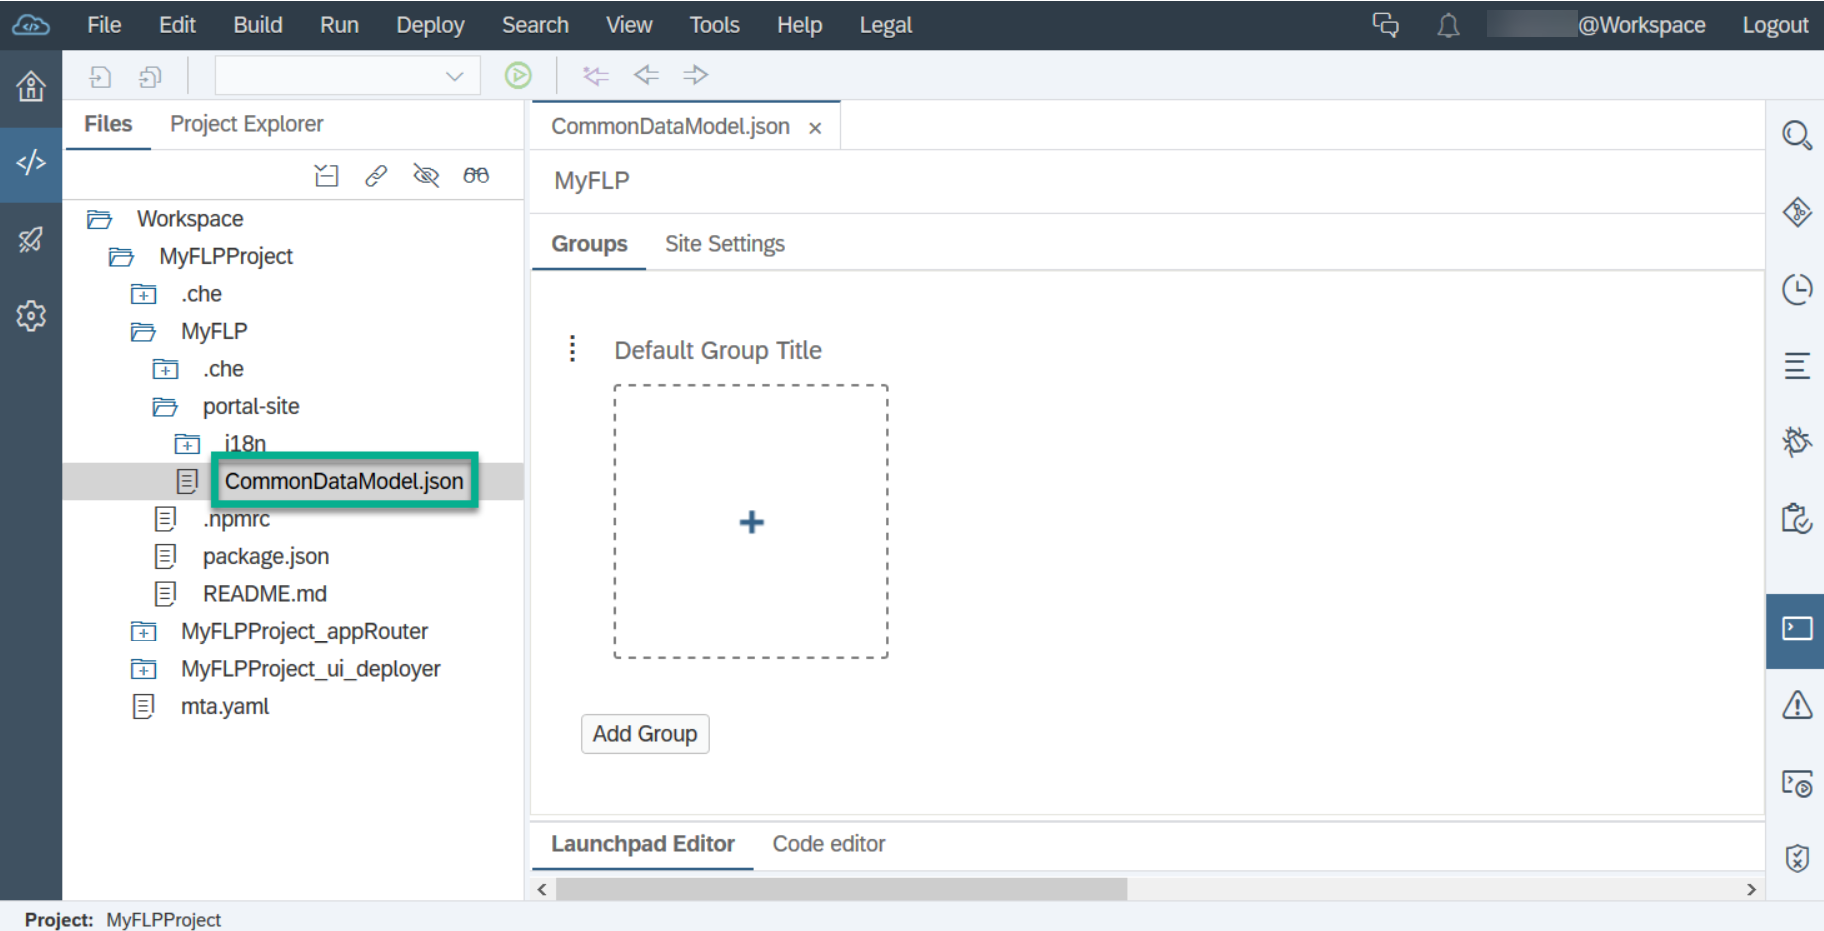 File Edit Build Run Deploy Search View Tools Help Legal @Workspace Logout
Files Project Explorer
CommonDataModel.json ×
MyFLP
Groups Site Settings
Workspace
MyFLPProject
.che
MyFLP
.che
portal-site
i18n
CommonDataModel.json
.npmrc
package.json
README.md
MyFLPProject_appRouter
MyFLPProject_ui_deployer
mta.yaml
Default Group Title
Add Group
Launchpad Editor Code editor
Project: MyFLPProject